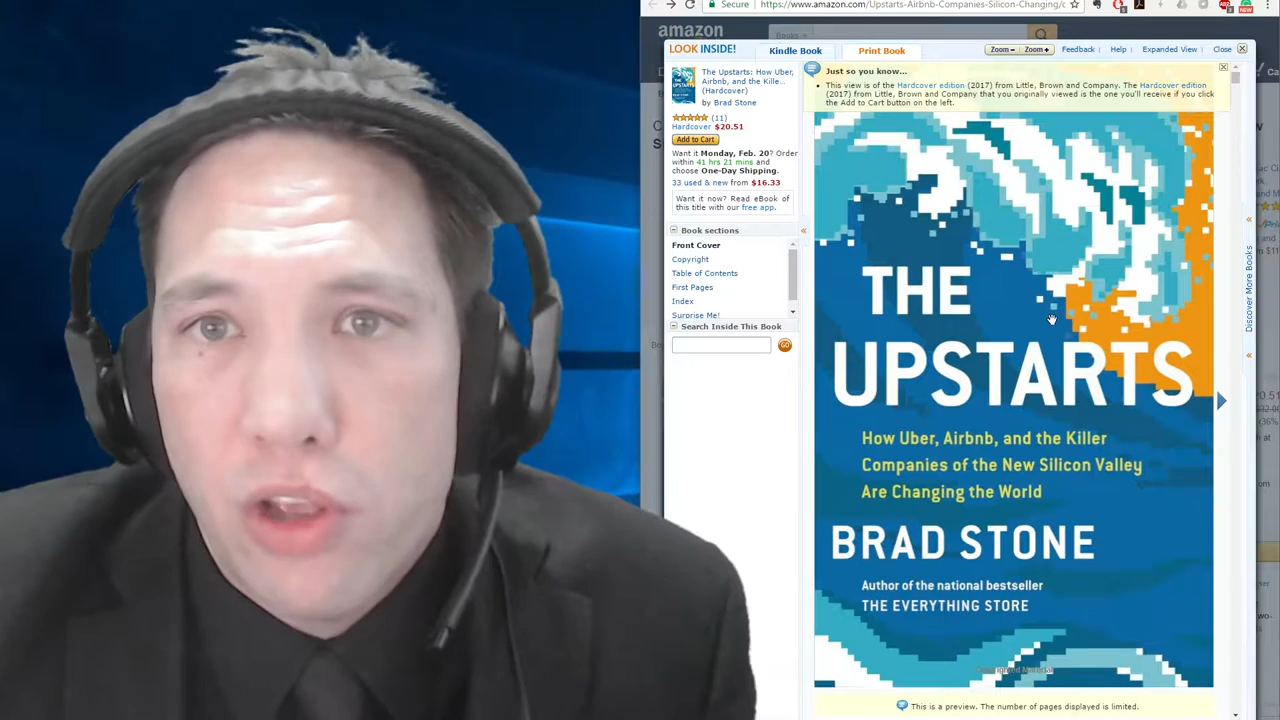 Secure https://www.amazon.com/Upstarts-Airbnb-Companies-Silicon-Changing/
amazon
Books
LOOK INSIDE!
Kindle Book
Print Book
Zoom −
Zoom +
Feedback
Help
Expanded View
Close
The Upstarts: How Uber,
Airbnb, and the Kille...
(Hardcover)
by Brad Stone
(11)
Hardcover $20.51
Add to Cart
Want it Monday, Feb. 20? Order
within 41 hrs 21 mins and
choose One-Day Shipping.
33 used & new from $16.33
Want it now? Read eBook of
this title with our free app.
Book sections
Front Cover
Copyright
Table of Contents
First Pages
Index
Surprise Me!
Search Inside This Book
GO
Just so you know...
This view is of the Hardcover edition (2017) from Little, Brown and Company. The Hardcover edition
(2017) from Little, Brown and Company that you originally viewed is the one you'll receive if you click
the Add to Cart button on the left.
THE
UPSTARTS
How Uber, Airbnb, and the Killer
Companies of the New Silicon Valley
Are Changing the World
BRAD STONE
Author of the national bestseller
THE EVERYTHING STORE
This is a preview. The number of pages displayed is limited.
Discover More Books